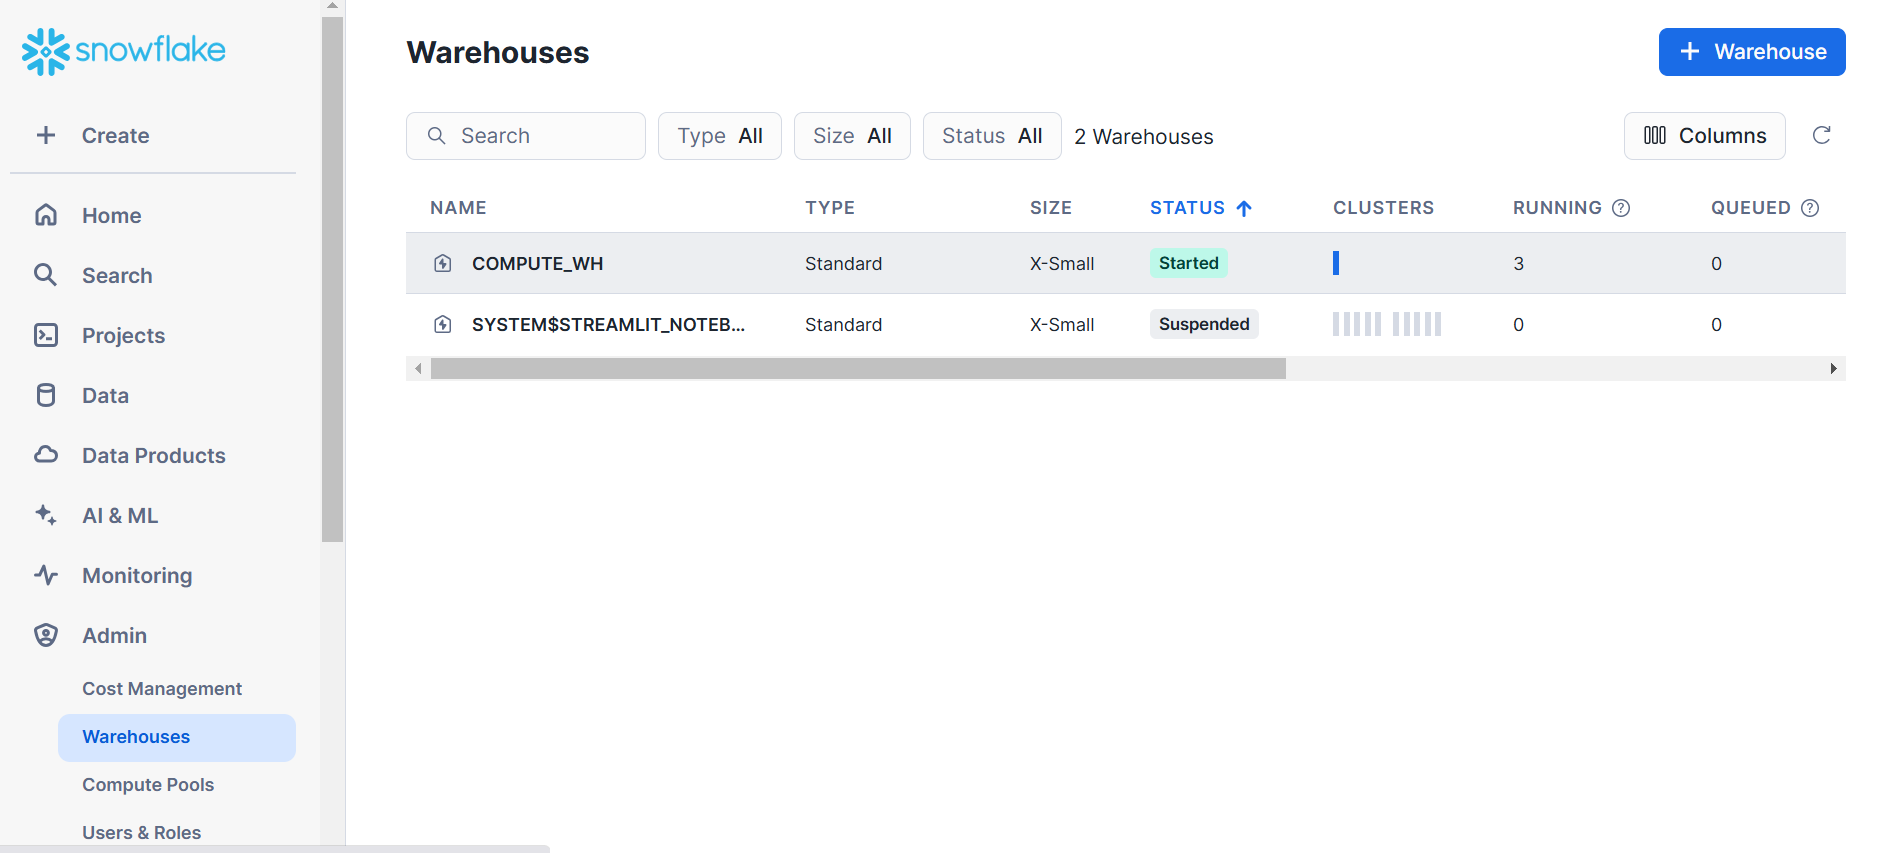 snowflake
Create
Home
Search
Projects
Data
Data Products
AI & ML
Monitoring
Admin
Cost Management
Warehouses
Compute Pools
Users & Roles
Warehouses
Warehouse
Search
Type All
Size All
Status All
2 Warehouses
Columns
NAME TYPE SIZE STATUS CLUSTERS RUNNING QUEUED
COMPUTE_WH Standard X-Small Started 3 0
SYSTEM$STREAMLIT_NOTEB... Standard X-Small Suspended 0 0